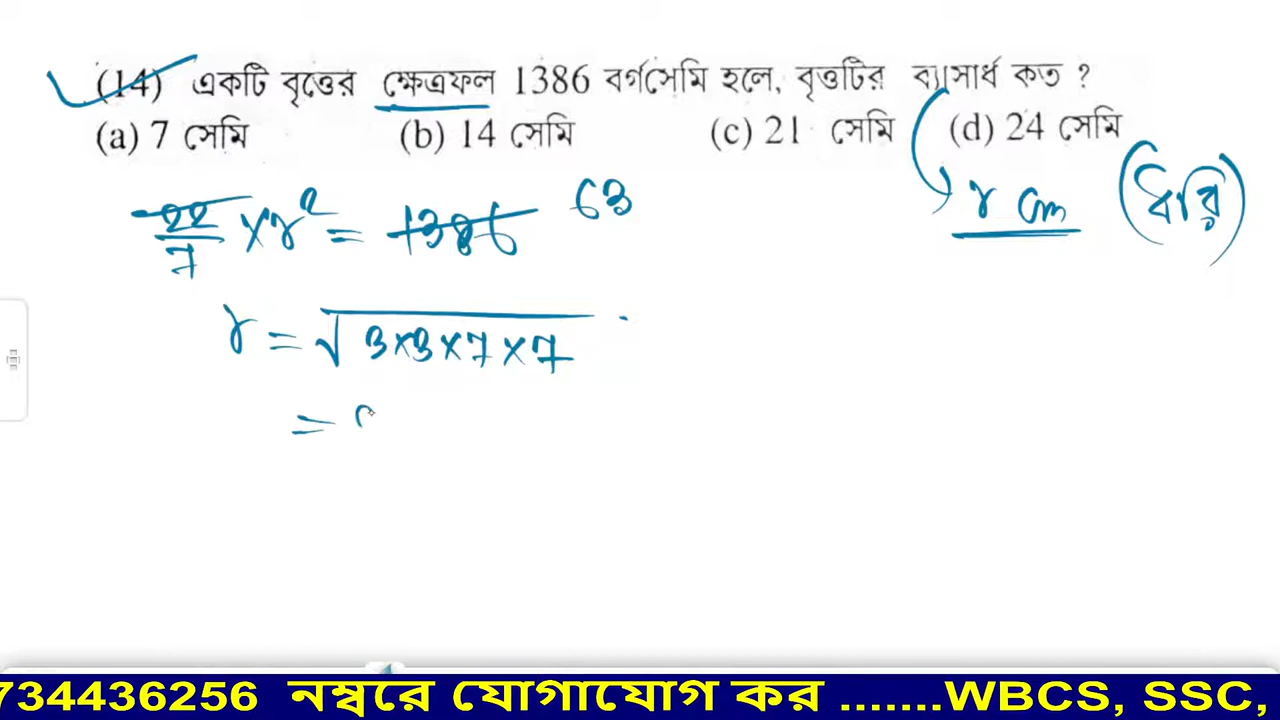 (14) একটি বৃত্তের ক্ষেত্রফল 1386 বর্গসেমি হলে, বৃত্তটির ব্যাসার্ধ কত ?
(a) 7 সেমি (b) 14 সেমি (c) 21 সেমি (d) 24 সেমি
r cm (ধরি)
22/7 × r² = 1386 63
r = √3×3×7×7
=
734436256 নম্বরে যোগাযোগ কর .......WBCS, SSC,